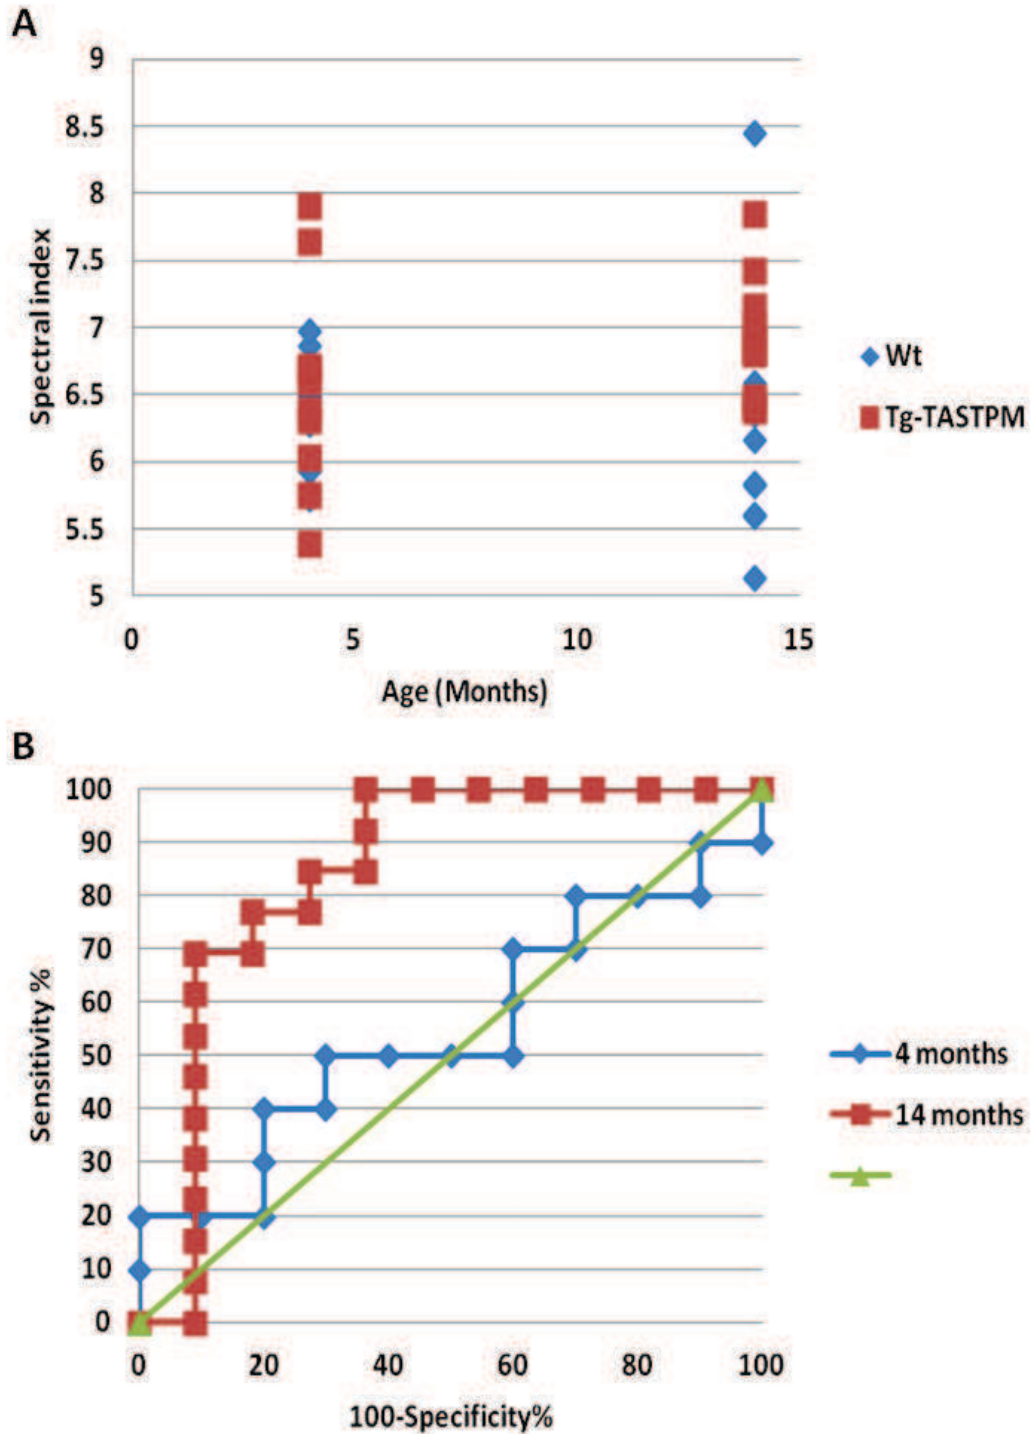 A
9
8.5
8
7.5
7
6.5
6
5.5
5
Spectral index
0 5 10 15
Age (Months)
Wt
Tg-TASTPM
B
100
90
80
70
60
50
40
30
20
10
0
Sensitivity %
0 20 40 60 80 100
100-Specificity%
4 months
14 months